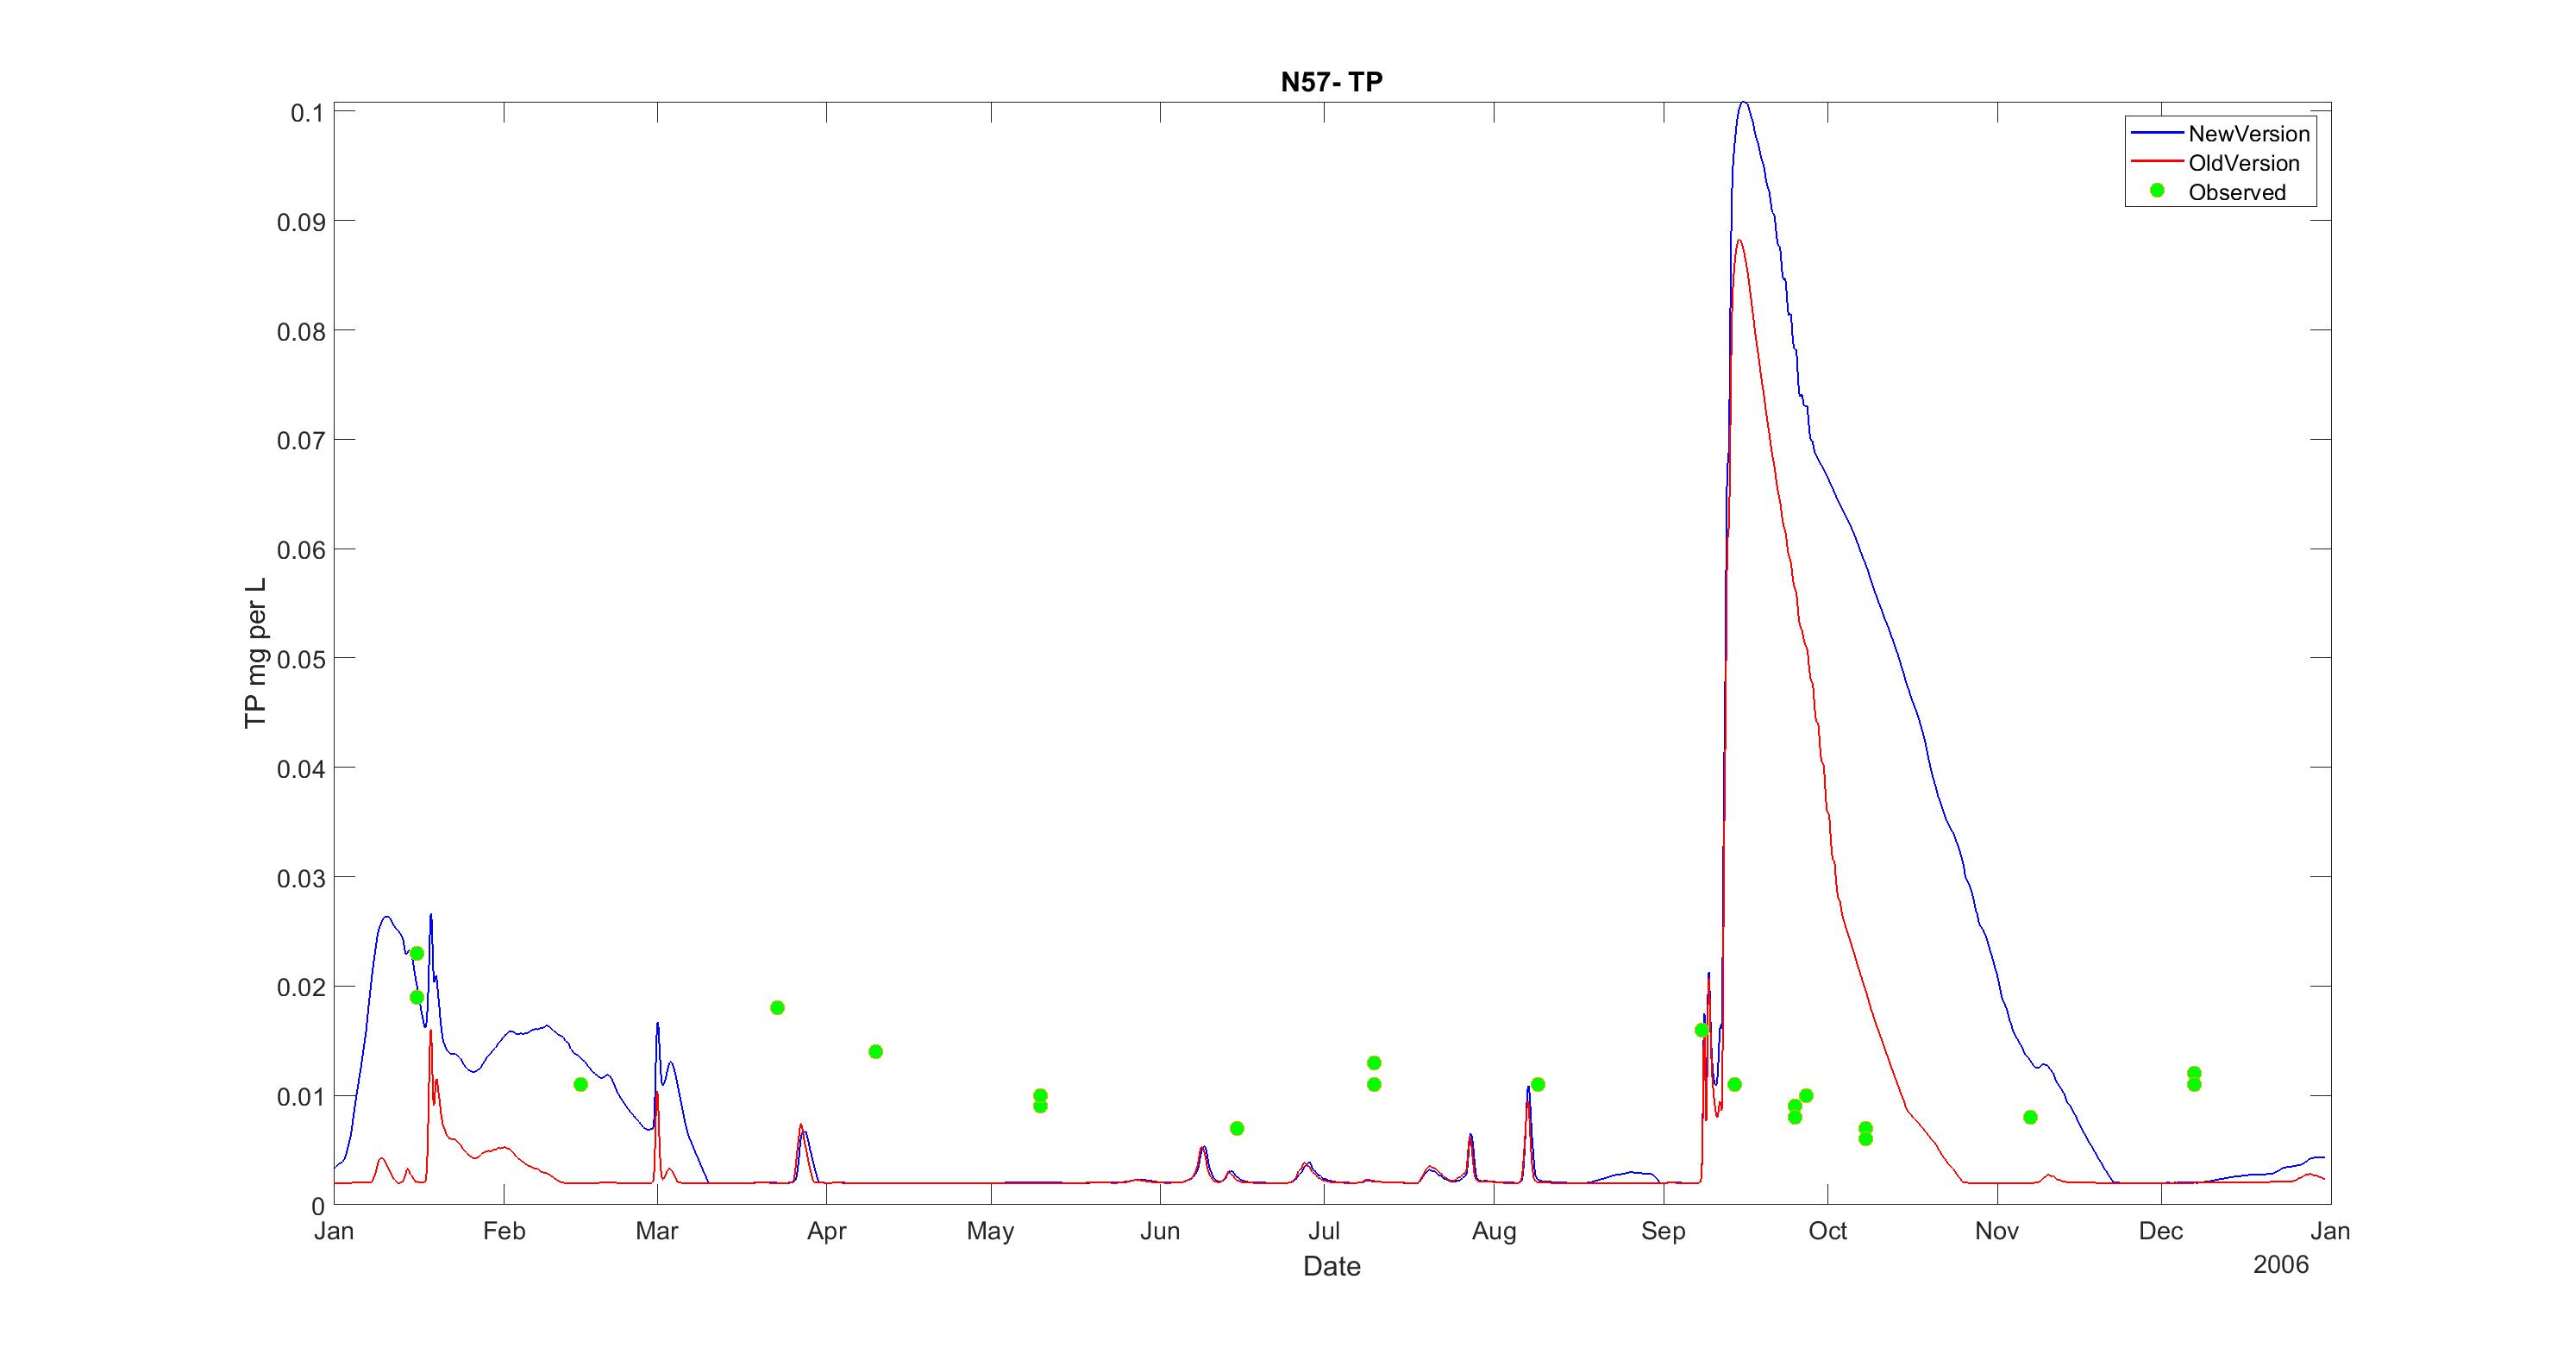 N57- TP
NewVersion
OldVersion
Observed
0.1
0.09
0.08
0.07
0.06
0.05
0.04
0.03
0.02
0.01
0
TP mg per L
Jan Feb Mar Apr May Jun Jul Aug Sep Oct Nov Dec Jan
Date
2006